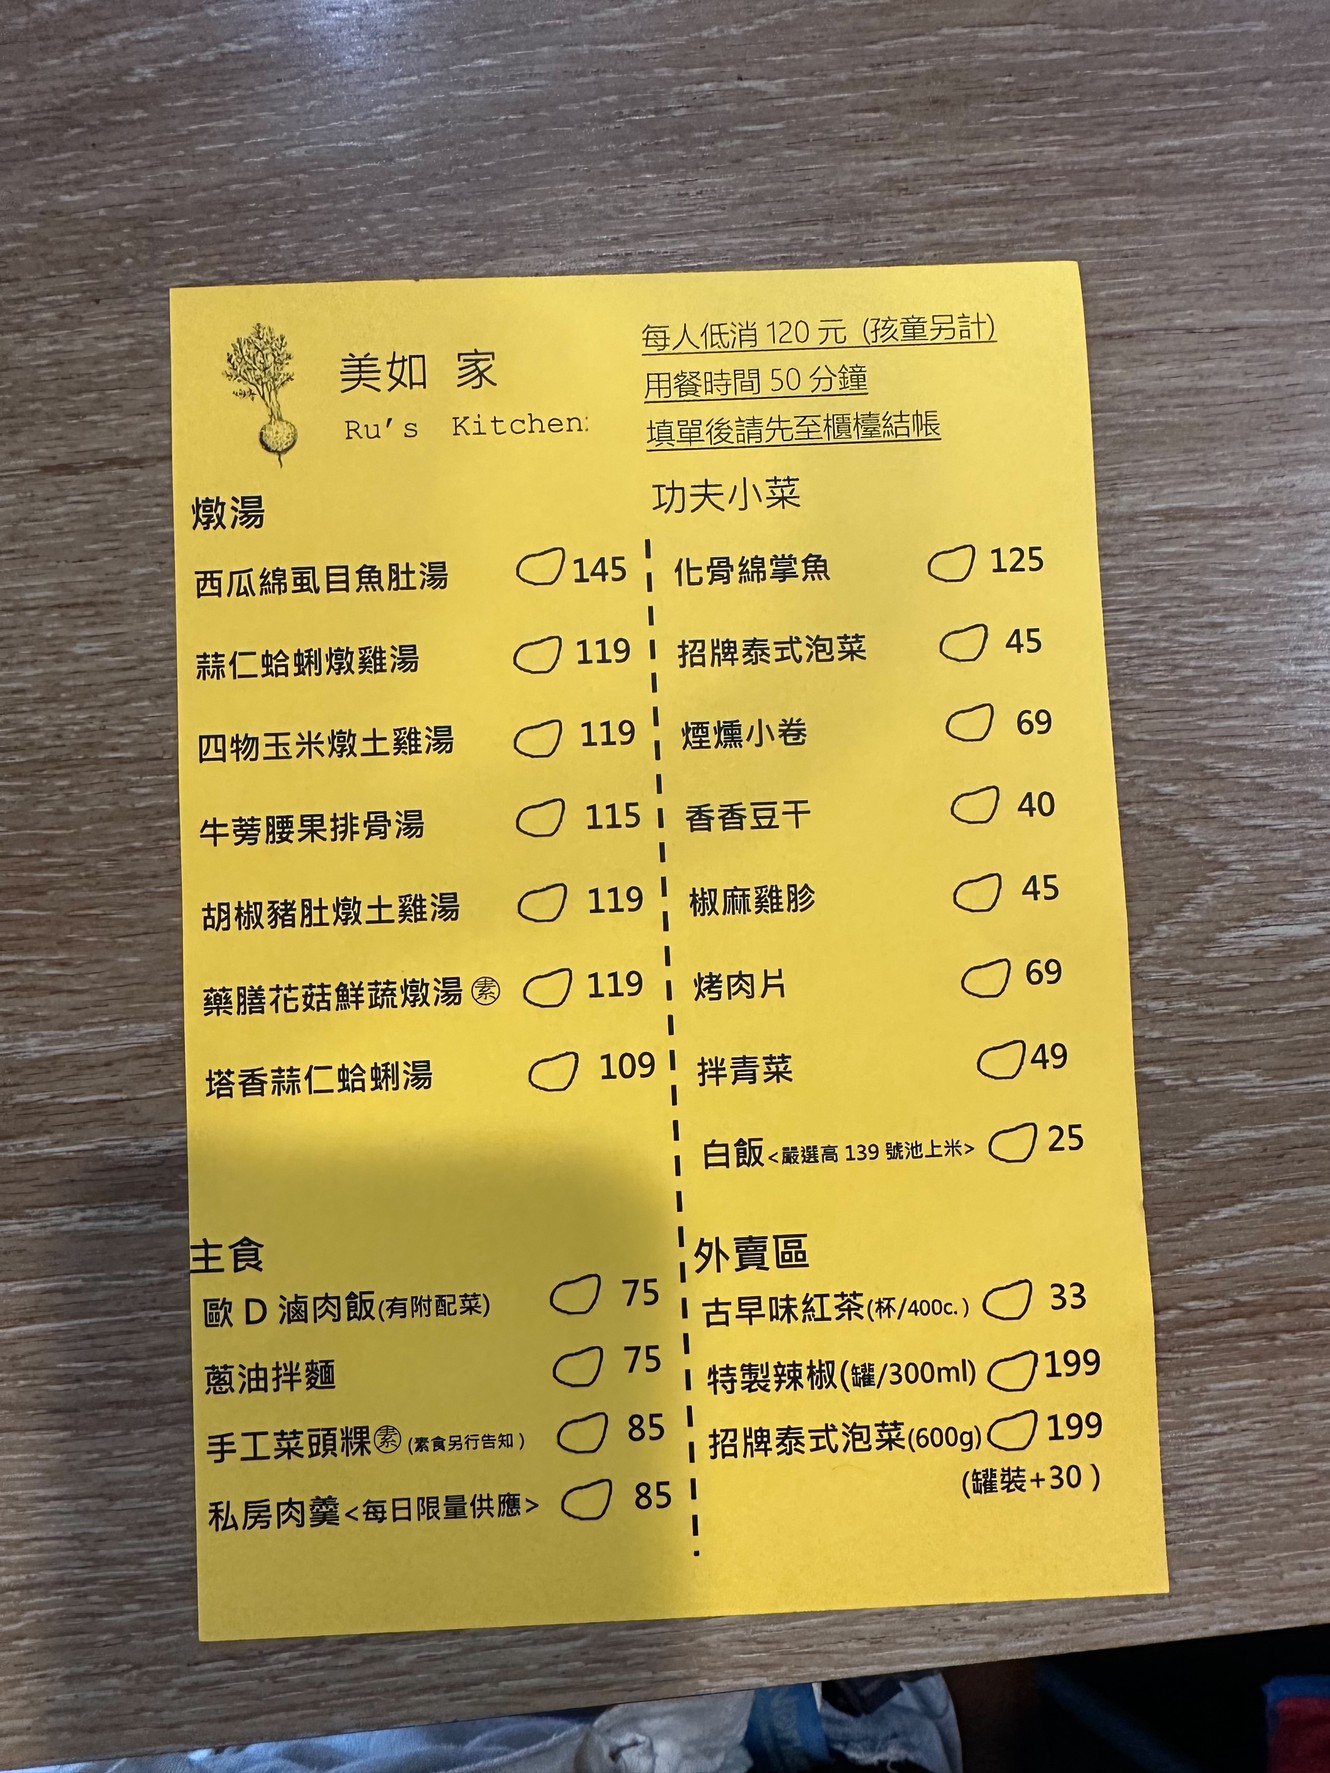 美如 家
Ru's Kitchen
每人低消 120 元 (孩童另計)
用餐時間 50 分鐘
填單後請先至櫃檯結帳
燉湯
西瓜綿虱目魚肚湯 145
蒜仁蛤蜊燉雞湯 119
四物玉米燉土雞湯 119
牛蒡腰果排骨湯 115
胡椒豬肚燉土雞湯 119
藥膳花菇鮮蔬燉湯㊍素 119
塔香蒜仁蛤蜊湯 109
主食
歐 D 滷肉飯(有附配菜) 75
蔥油拌麵 75
手工菜頭粿素 (素食另行告知) 85
私房肉羹<每日限量供應> 85
功夫小菜
化骨綿掌魚 125
招牌泰式泡菜 45
煙燻小卷 69
香香豆干 40
椒麻雞胗 45
烤肉片 69
拌青菜 49
白飯<嚴選高 139 號池上米> 25
外賣區
古早味紅茶(杯/400c.) 33
特製辣椒(罐/300ml) 199
招牌泰式泡菜(600g) 199
(罐裝+30)